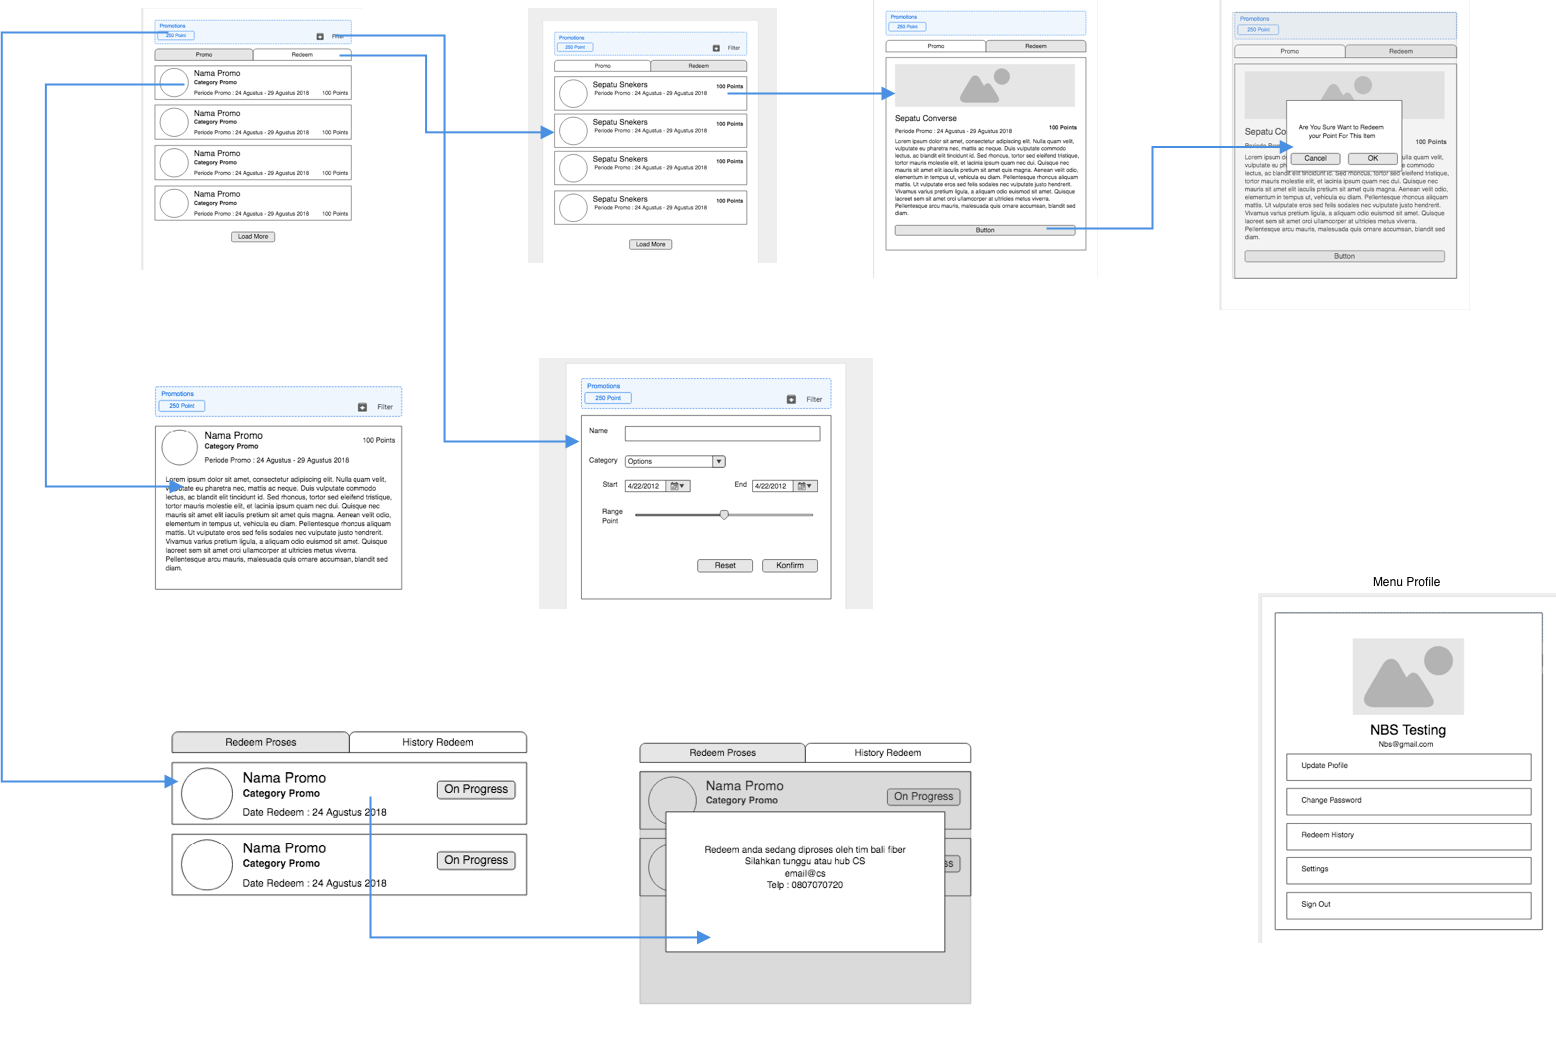 Promotions
250 Point
Filter
Promo
Redeem
Nama Promo
Category Promo
Periode Promo : 24 Agustus - 29 Agustus 2018
100 Points
Nama Promo
Category Promo
Periode Promo : 24 Agustus - 29 Agustus 2018
100 Points
Nama Promo
Category Promo
Periode Promo : 24 Agustus - 29 Agustus 2018
100 Points
Nama Promo
Category Promo
Periode Promo : 24 Agustus - 29 Agustus 2018
100 Points
Load More
Promotions
250 Point
Filter
Promo
Redeem
Sepatu Snekers
100 Points
Periode Promo : 24 Agustus - 29 Agustus 2018
Sepatu Snekers
100 Points
Periode Promo : 24 Agustus - 29 Agustus 2018
Sepatu Snekers
100 Points
Periode Promo : 24 Agustus - 29 Agustus 2018
Sepatu Snekers
100 Points
Periode Promo : 24 Agustus - 29 Agustus 2018
Load More
Promotions
250 Point
Promo
Redeem
Sepatu Converse
Periode Promo : 24 Agustus - 29 Agustus 2018
100 Points
Lorem ipsum dolor sit amet, consectetur adipiscing elit. Nulla quam velit,
vulputate eu pharetra nec, mattis ac neque. Duis vulputate commodo
lectus, ac blandit elit tincidunt id. Sed rhoncus, tortor sed eleifend tristique,
tortor mauris molestie elit, et lacinia ipsum quam nec dui. Quisque nec
mauris sit amet elit iaculis pretium sit amet quis magna. Aenean velit odio,
elementum in tempus ut, vehicula eu diam. Pellentesque rhoncus aliquam
mattis. Ut vulputate eros sed felis sodales nec vulputate justo hendrerit.
Vivamus varius pretium ligula, a aliquam odio euismod sit amet. Quisque
laoreet sem sit amet orci ullamcorper at ultricies metus viverra.
Pellentesque arcu mauris, malesuada quis ornare accumsan, blandit sed
diam.
Button
Promotions
250 Point
Promo
Redeem
Are You Sure Want to Redeem
your Point For This Item
Cancel
OK
Sepatu Co
Periode Pro
100 Points
Lorem ipsum d
ulla quam velit,
vulputate eu ph
commodo
lectus, ac blandit elit tincidunt id. Sed rhoncus, tortor sed eleifend tristique,
tortor mauris molestie elit, et lacinia ipsum quam nec dui. Quisque nec
mauris sit amet elit iaculis pretium sit amet quis magna. Aenean velit odio,
elementum in tempus ut, vehicula eu diam. Pellentesque rhoncus aliquam
mattis. Ut vulputate eros sed felis sodales nec vulputate justo hendrerit.
Vivamus varius pretium ligula, a aliquam odio euismod sit amet. Quisque
laoreet sem sit amet orci ullamcorper at ultricies metus viverra.
Pellentesque arcu mauris, malesuada quis ornare accumsan, blandit sed
diam.
Button
Promotions
250 Point
Filter
Nama Promo
Category Promo
100 Points
Periode Promo : 24 Agustus - 29 Agustus 2018
Lorem ipsum dolor sit amet, consectetur adipiscing elit. Nulla quam velit,
vulputate eu pharetra nec, mattis ac neque. Duis vulputate commodo
lectus, ac blandit elit tincidunt id. Sed rhoncus, tortor sed eleifend tristique,
tortor mauris molestie elit, et lacinia ipsum quam nec dui. Quisque nec
mauris sit amet elit iaculis pretium sit amet quis magna. Aenean velit odio,
elementum in tempus ut, vehicula eu diam. Pellentesque rhoncus aliquam
mattis. Ut vulputate eros sed felis sodales nec vulputate justo hendrerit.
Vivamus varius pretium ligula, a aliquam odio euismod sit amet. Quisque
laoreet sem sit amet orci ullamcorper at ultricies metus viverra.
Pellentesque arcu mauris, malesuada quis ornare accumsan, blandit sed
diam.
Promotions
250 Point
Filter
Name
Category
Options
Start
4/22/2012
End
4/22/2012
Range
Point
Reset
Konfirm
Menu Profile
NBS Testing
Nbs@gmail.com
Update Profile
Change Password
Redeem History
Settings
Sign Out
Redeem Proses
History Redeem
Nama Promo
Category Promo
On Progress
Date Redeem : 24 Agustus 2018
Nama Promo
Category Promo
On Progress
Date Redeem : 24 Agustus 2018
Redeem Proses
History Redeem
Nama Promo
Category Promo
On Progress
ss
Redeem anda sedang diproses oleh tim bali fiber
Silahkan tunggu atau hub CS
email@cs
Telp : 0807070720